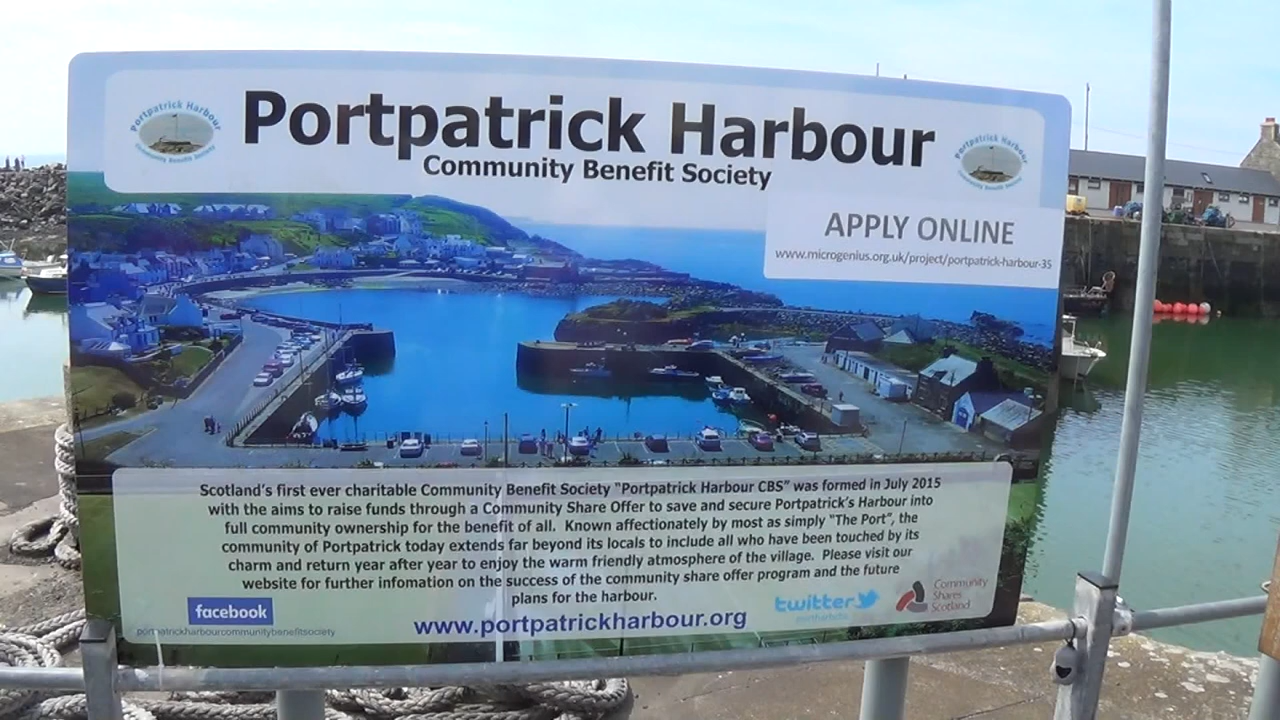 Portpatrick Harbour
Portpatrick Harbour
Community Benefit Society
Portpatrick Harbour
Community Benefit Society
Portpatrick Harbour
Community Benefit Society
APPLY ONLINE
www.microgenius.org.uk/project/portpatrick-harbour-35
Scotland's first ever charitable Community Benefit Society "Portpatrick Harbour CBS" was formed in July 2015
with the aims to raise funds through a Community Share Offer to save and secure Portpatrick's Harbour into
full community ownership for the benefit of all. Known affectionately by most as simply "The Port", the
community of Portpatrick today extends far beyond its locals to include all who have been touched by its
charm and return year after year to enjoy the warm friendly atmosphere of the village. Please visit our
website for further infomation on the success of the community share offer program and the future
plans for the harbour.
facebook
portpatrickharbourcommunitybenefitsociety
www.portpatrickharbour.org
twitter
Community
Shares
Scotland